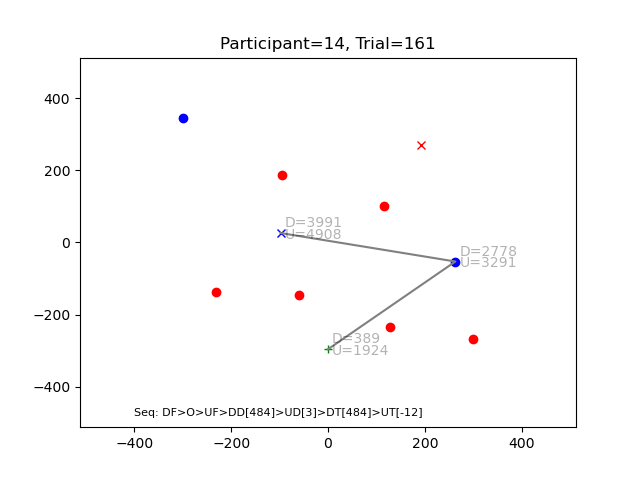 Participant=14, Trial=161
400
200
0
−200
−400
D=3991
U=4908
D=2778
U=3291
D=389
U=1924
Seq: DF>O>UF>DD[484]>UD[3]>DT[484]>UT[-12]
−400 −200 0 200 400